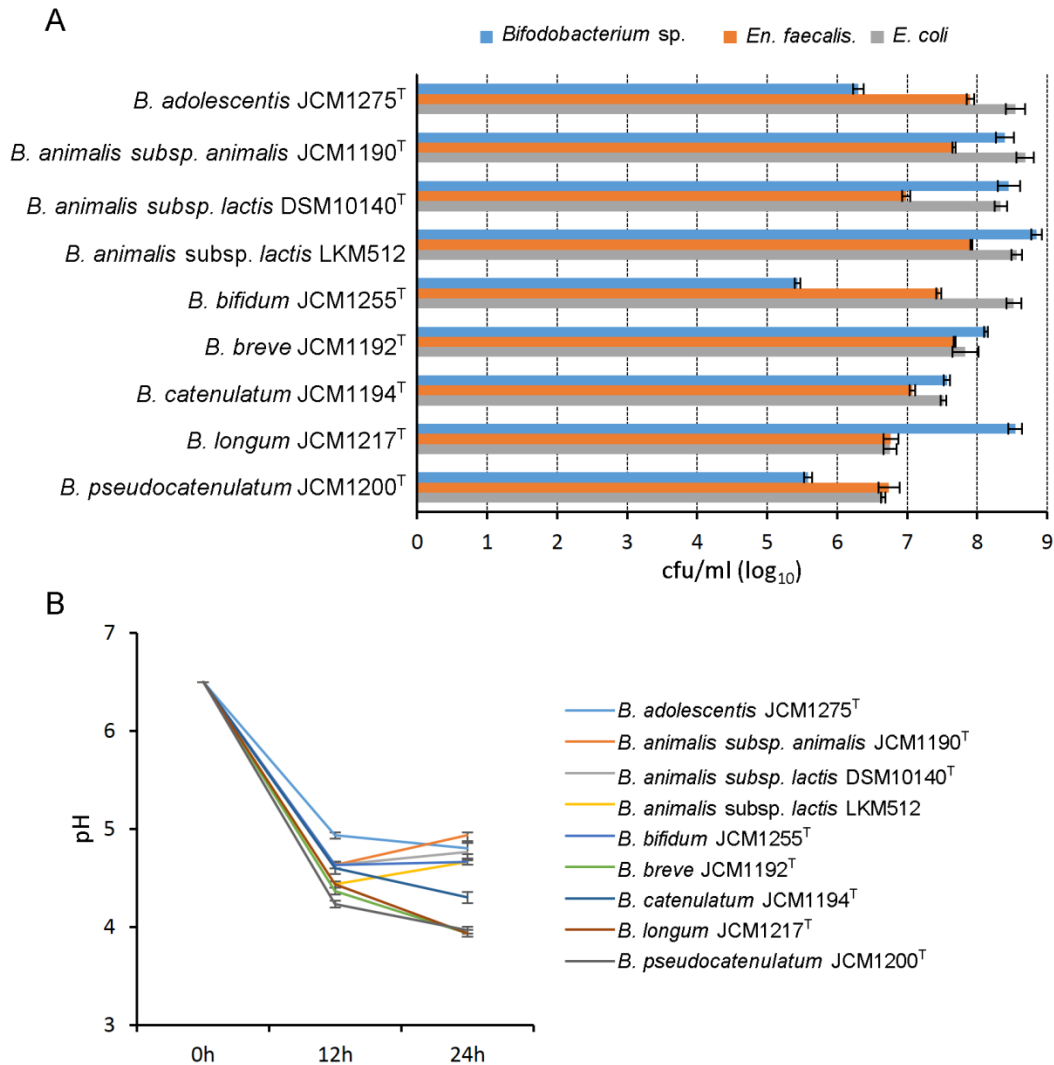 A
Bifodobacterium sp. En. faecalis. E. coli
B. adolescentis JCM1275ᵀ
B. animalis subsp. animalis JCM1190ᵀ
B. animalis subsp. lactis DSM10140ᵀ
B. animalis subsp. lactis LKM512
B. bifidum JCM1255ᵀ
B. breve JCM1192ᵀ
B. catenulatum JCM1194ᵀ
B. longum JCM1217ᵀ
B. pseudocatenulatum JCM1200ᵀ
0 1 2 3 4 5 6 7 8 9
cfu/ml (log₁₀)
B
7
6
5
4
3
pH
0h 12h 24h
B. adolescentis JCM1275ᵀ
B. animalis subsp. animalis JCM1190ᵀ
B. animalis subsp. lactis DSM10140ᵀ
B. animalis subsp. lactis LKM512
B. bifidum JCM1255ᵀ
B. breve JCM1192ᵀ
B. catenulatum JCM1194ᵀ
B. longum JCM1217ᵀ
B. pseudocatenulatum JCM1200ᵀ